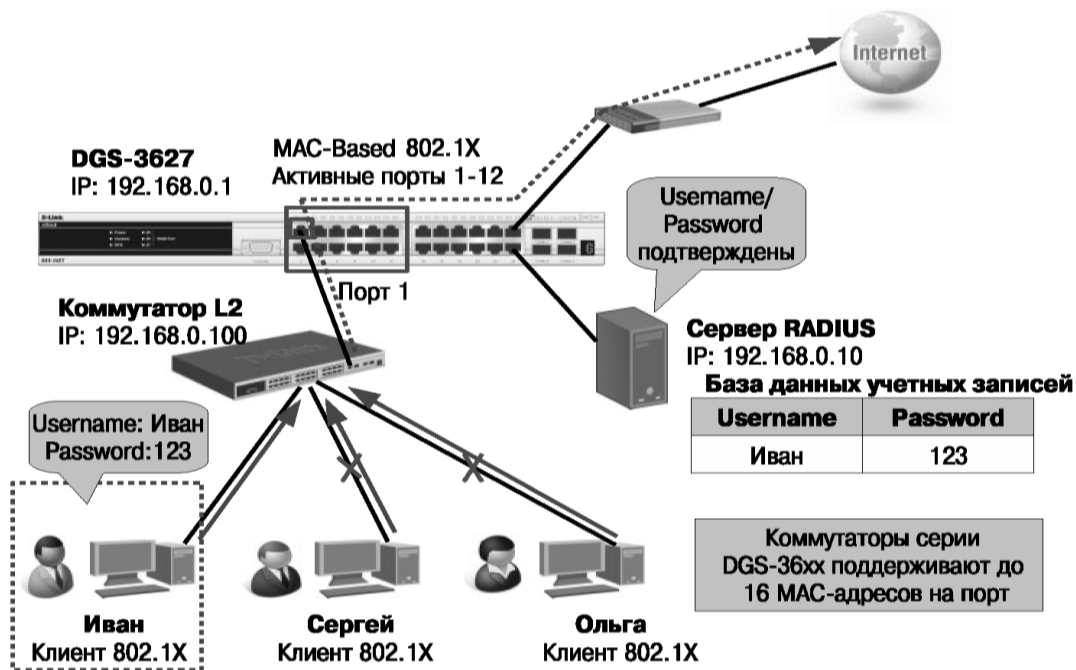 Internet
DGS-3627
IP: 192.168.0.1
MAC-Based 802.1X
Активные порты 1-12
Username/
Password
подтверждены
D-Link
Порт 1
Коммутатор L2
IP: 192.168.0.100
D-Link
Сервер RADIUS
IP: 192.168.0.10
База данных учетных записей
Username Password
Иван 123
Username: Иван
Password:123
Коммутаторы серии
DGS-36xx поддерживают до
16 MAC-адресов на порт
Иван
Клиент 802.1X
Сергей
Клиент 802.1X
Ольга
Клиент 802.1X